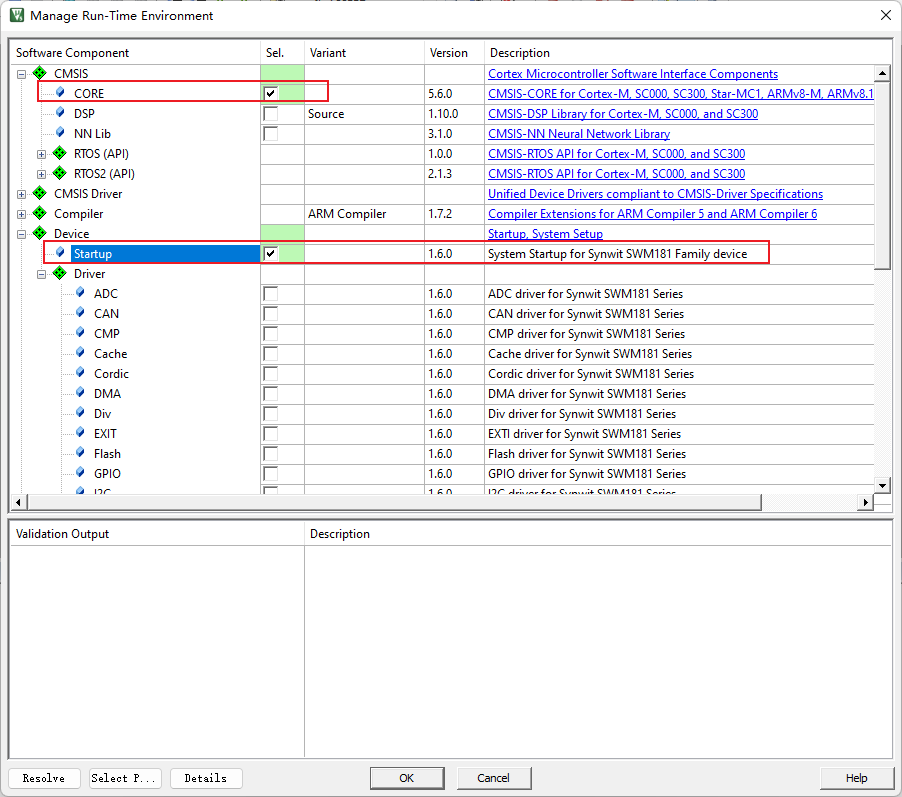 Manage Run-Time Environment
Software Component Sel. Variant Version Description
CMSIS Cortex Microcontroller Software Interface Components
CORE 5.6.0 CMSIS-CORE for Cortex-M, SC000, SC300, Star-MC1, ARMv8-M, ARMv8.1
DSP Source 1.10.0 CMSIS-DSP Library for Cortex-M, SC000, and SC300
NN Lib 3.1.0 CMSIS-NN Neural Network Library
RTOS (API) 1.0.0 CMSIS-RTOS API for Cortex-M, SC000, and SC300
RTOS2 (API) 2.1.3 CMSIS-RTOS API for Cortex-M, SC000, and SC300
CMSIS Driver Unified Device Drivers compliant to CMSIS-Driver Specifications
Compiler ARM Compiler 1.7.2 Compiler Extensions for ARM Compiler 5 and ARM Compiler 6
Device Startup, System Setup
Startup 1.6.0 System Startup for Synwit SWM181 Family device
Driver
ADC 1.6.0 ADC driver for Synwit SWM181 Series
CAN 1.6.0 CAN driver for Synwit SWM181 Series
CMP 1.6.0 CMP driver for Synwit SWM181 Series
Cache 1.6.0 Cache driver for Synwit SWM181 Series
Cordic 1.6.0 Cordic driver for Synwit SWM181 Series
DMA 1.6.0 DMA driver for Synwit SWM181 Series
Div 1.6.0 Div driver for Synwit SWM181 Series
EXIT 1.6.0 EXTI driver for Synwit SWM181 Series
Flash 1.6.0 Flash driver for Synwit SWM181 Series
GPIO 1.6.0 GPIO driver for Synwit SWM181 Series
I2C 1.6.0 I2C driver for Synwit SWM181 Series
Validation Output Description
Resolve Select P... Details OK Cancel Help